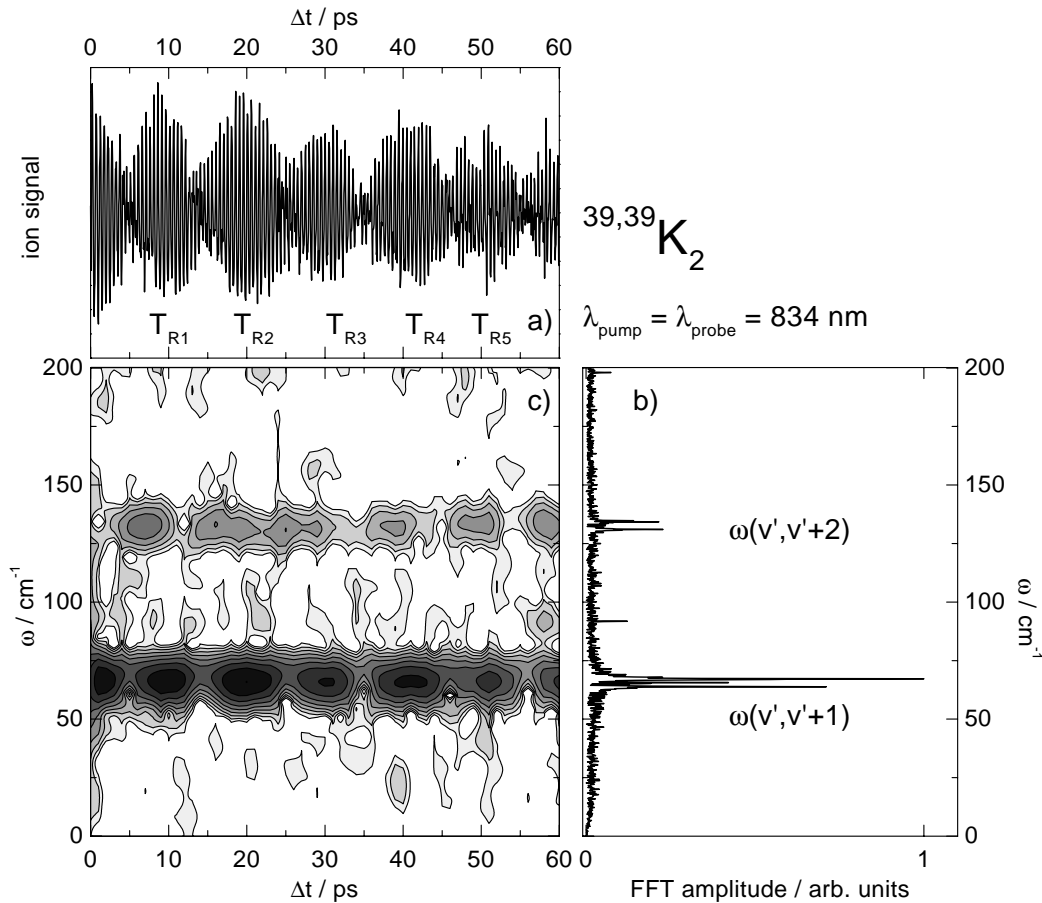 Δt / ps
0 10 20 30 40 50 60
ion signal
T_R1 T_R2 T_R3 T_R4 T_R5 a)
³⁹,³⁹K₂
λ_pump = λ_probe = 834 nm
200
150
100
50
0
ω / cm⁻¹
c)
0 10 20 30 40 50 60
Δt / ps
b)
ω(v',v'+2)
ω(v',v'+1)
200
150
100
50
0
ω / cm⁻¹
0 1
FFT amplitude / arb. units